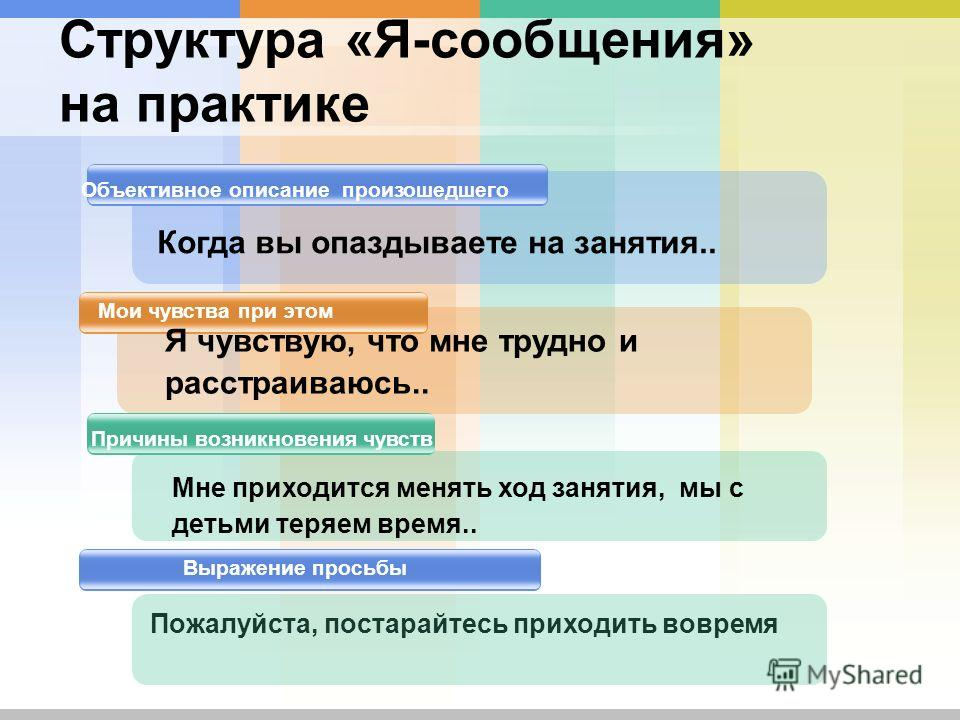 Структура «Я-сообщения»
на практике
Объективное описание произошедшего
Когда вы опаздываете на занятия..
Мои чувства при этом
Я чувствую, что мне трудно и
расстраиваюсь..
Причины возникновения чувств
Мне приходится менять ход занятия, мы с
детьми теряем время..
Выражение просьбы
Пожалуйста, постарайтесь приходить вовремя
MyShared